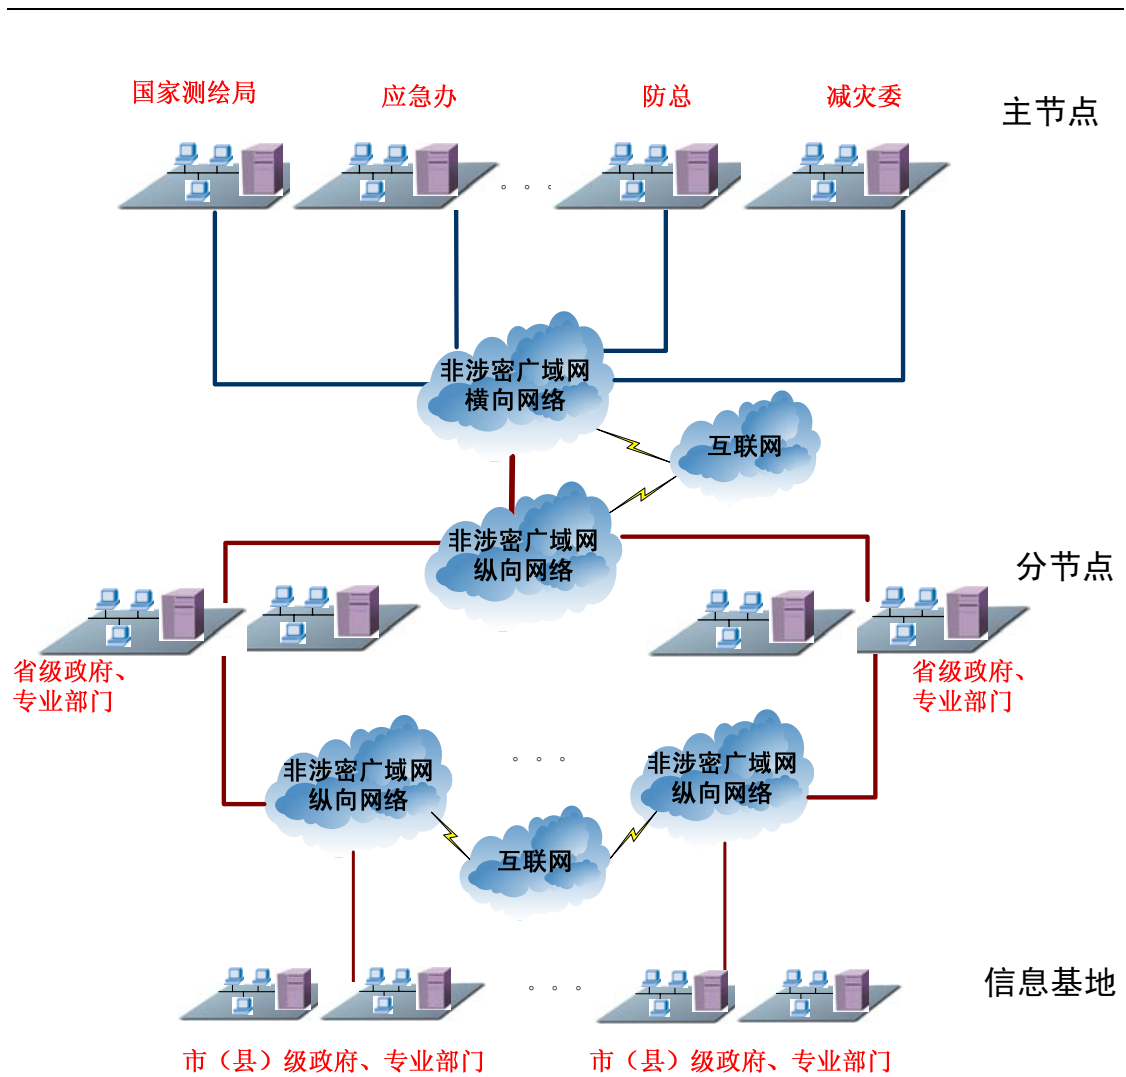 国家测绘局
应急办
防总
减灾委
主节点
。。。
非涉密广域网
横向网络
互联网
非涉密广域网
纵向网络
分节点
省级政府、
专业部门
省级政府、
专业部门
非涉密广域网
纵向网络
。。。
非涉密广域网
纵向网络
互联网
。。。
信息基地
市（县）级政府、专业部门
市（县）级政府、专业部门